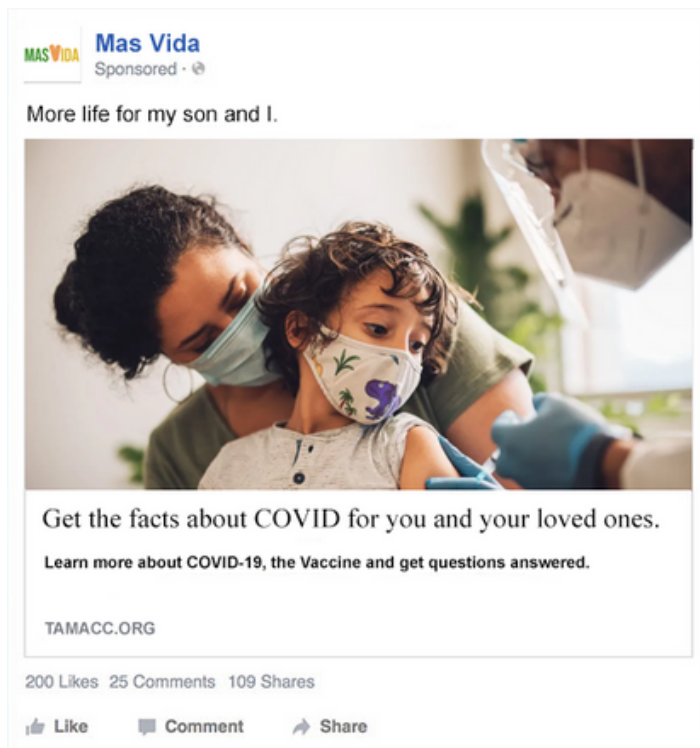 MAS VIDA
Mas Vida
Sponsored ·
More life for my son and I.
Get the facts about COVID for you and your loved ones.
Learn more about COVID-19, the Vaccine and get questions answered.
TAMACC.ORG
200 Likes 25 Comments 109 Shares
Like Comment Share